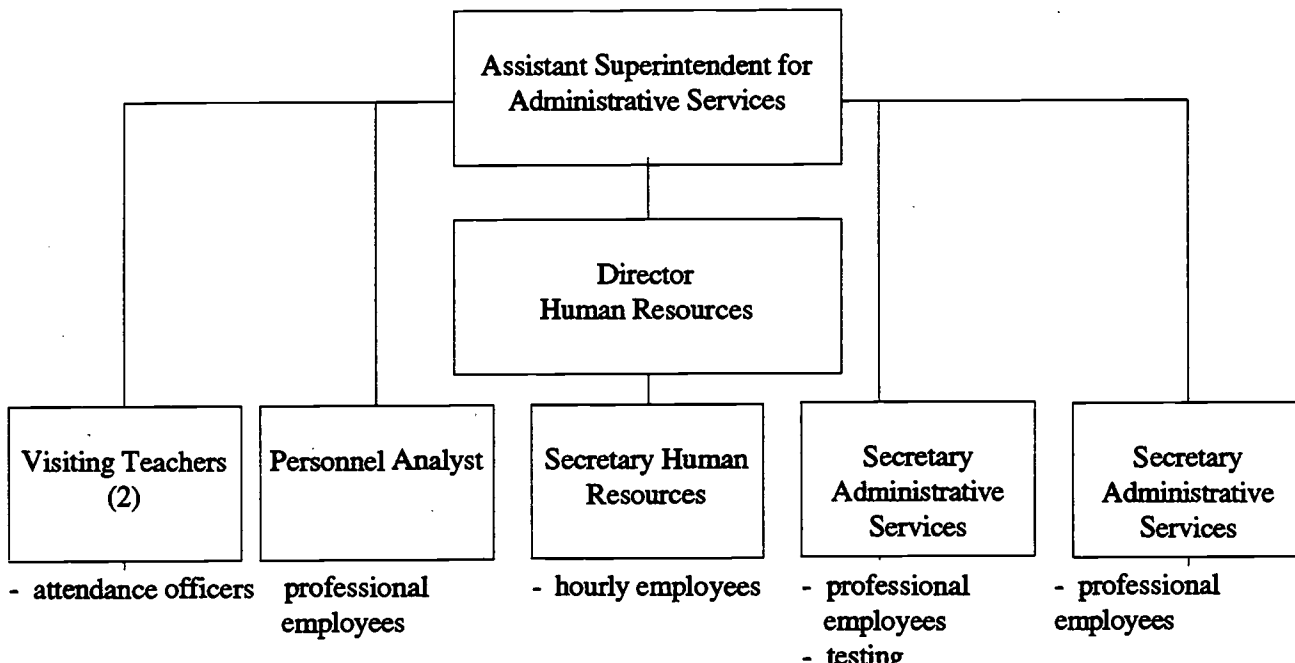 Assistant Superintendent for
Administrative Services
Director
Human Resources
Visiting Teachers
(2)
Personnel Analyst
Secretary Human
Resources
Secretary
Administrative
Services
Secretary
Administrative
Services
- attendance officers
professional
employees
- hourly employees
- professional
employees
- testing
- professional
employees